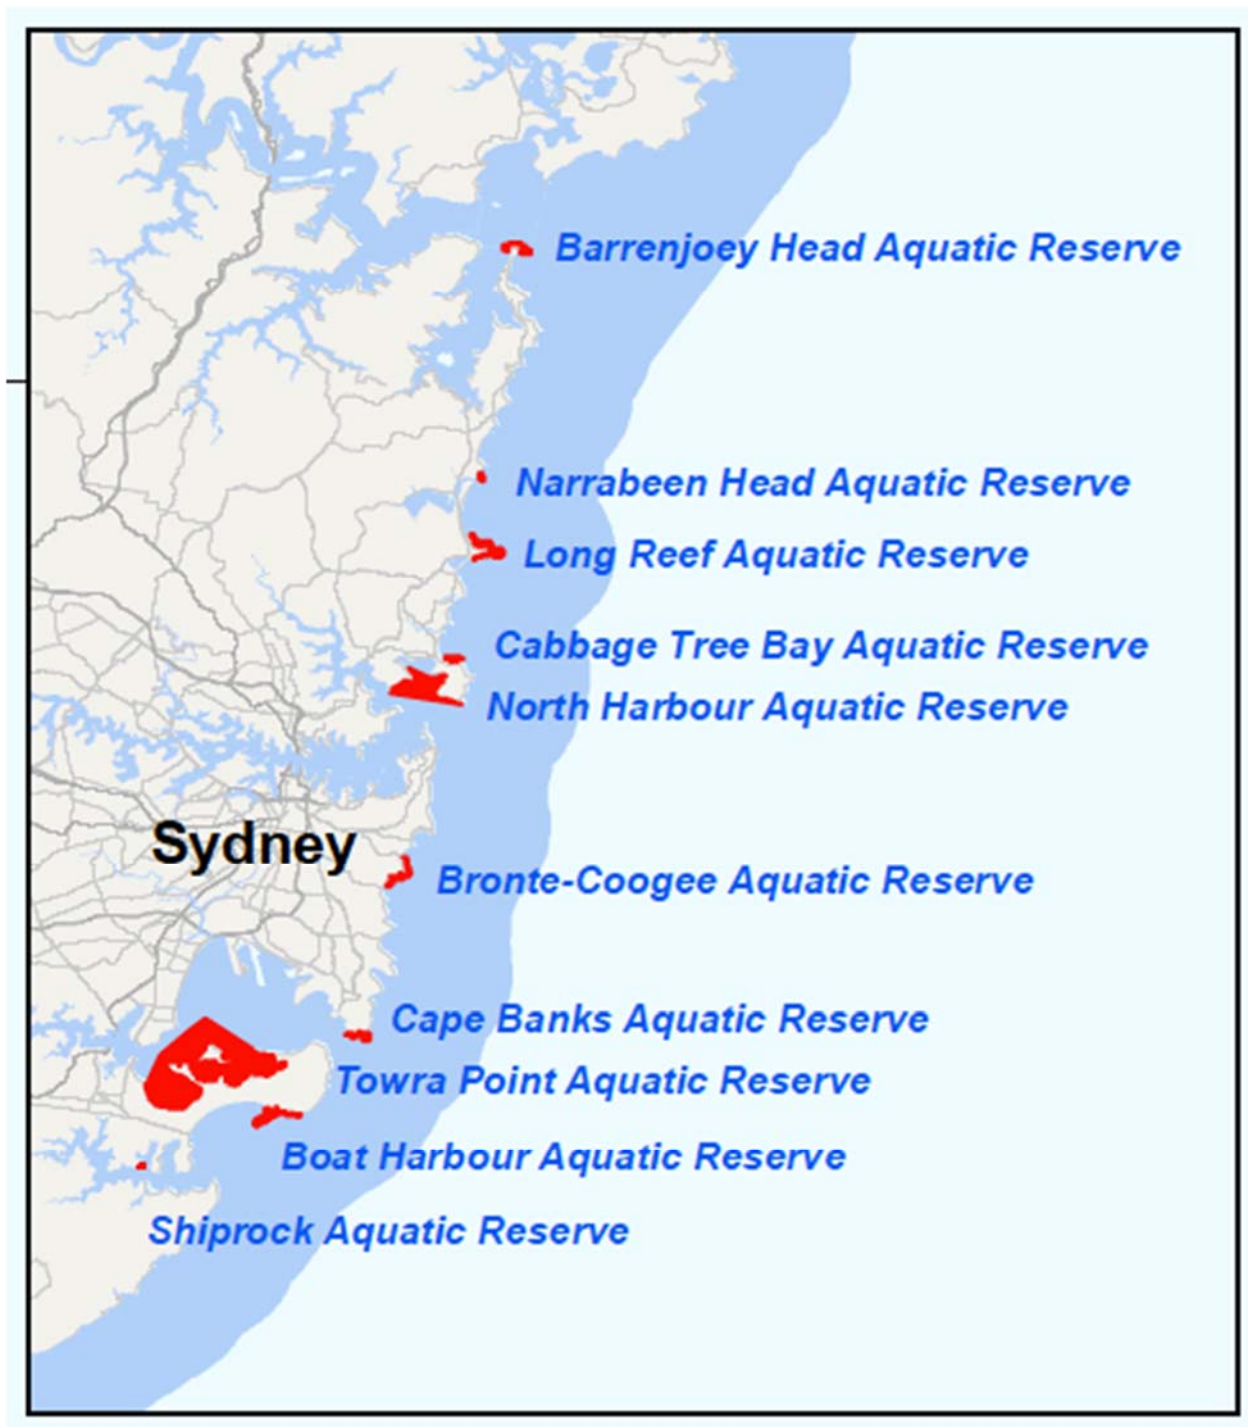 Barrenjoey Head Aquatic Reserve
Narrabeen Head Aquatic Reserve
Long Reef Aquatic Reserve
Cabbage Tree Bay Aquatic Reserve
North Harbour Aquatic Reserve
Sydney
Bronte-Coogee Aquatic Reserve
Cape Banks Aquatic Reserve
Towra Point Aquatic Reserve
Boat Harbour Aquatic Reserve
Shiprock Aquatic Reserve